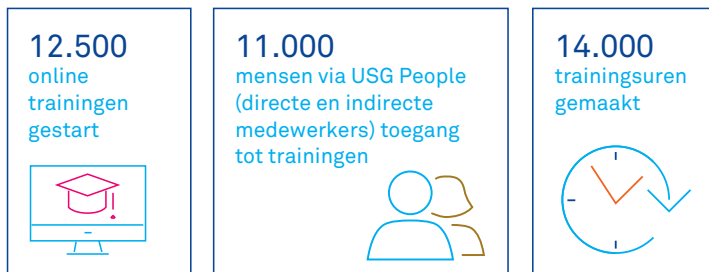 12.500
online
trainingen
gestart
11.000
mensen via USG People
(directe en indirecte
medewerkers) toegang
tot trainingen
14.000
trainingsuren
gemaakt